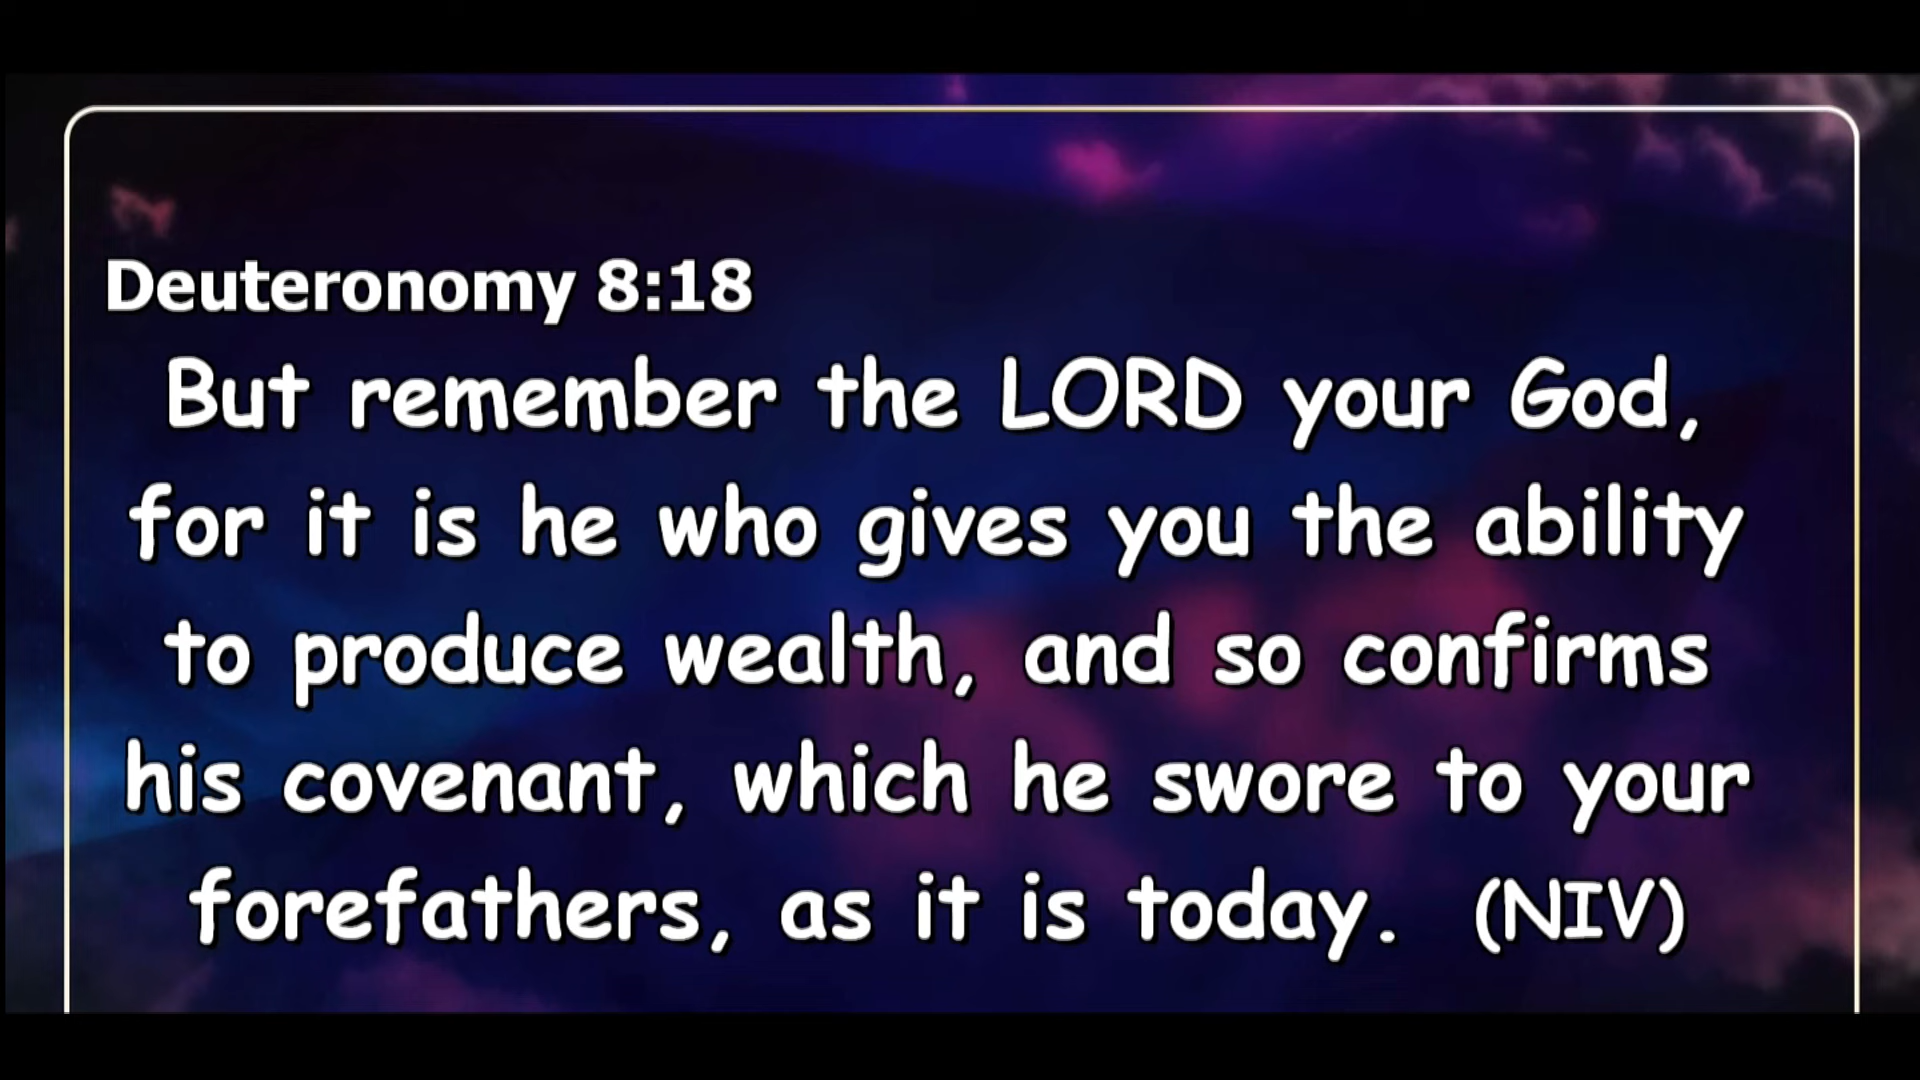 Deuteronomy 8:18
But remember the LORD your God,
for it is he who gives you the ability
to produce wealth, and so confirms
his covenant, which he swore to your
forefathers, as it is today. (NIV)